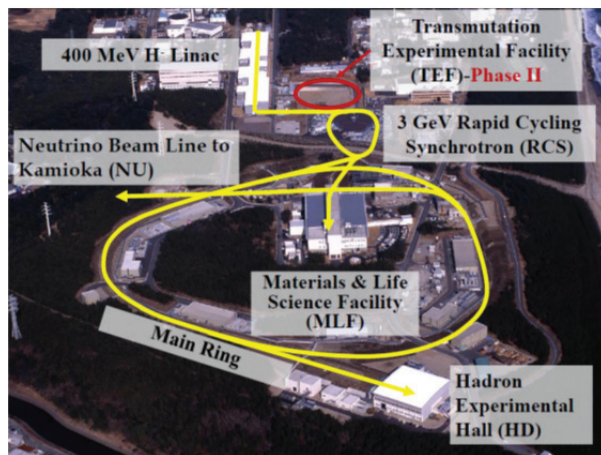 400 MeV H- Linac
Transmutation
Experimental Facility
(TEF)-Phase II
3 GeV Rapid Cycling
Synchrotron (RCS)
Neutrino Beam Line to
Kamioka (NU)
Materials & Life
Science Facility
(MLF)
Main Ring
Hadron
Experimental
Hall (HD)